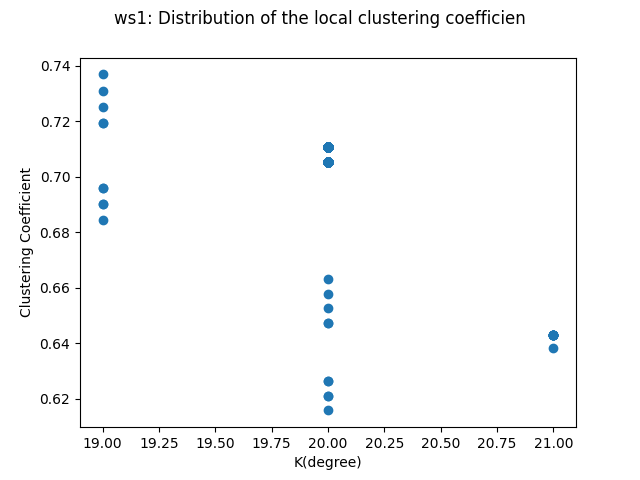 ws1: Distribution of the local clustering coefficien
0.74
0.72
0.70
0.68
0.66
0.64
0.62
Clustering Coefficient
19.00 19.25 19.50 19.75 20.00 20.25 20.50 20.75 21.00
K(degree)